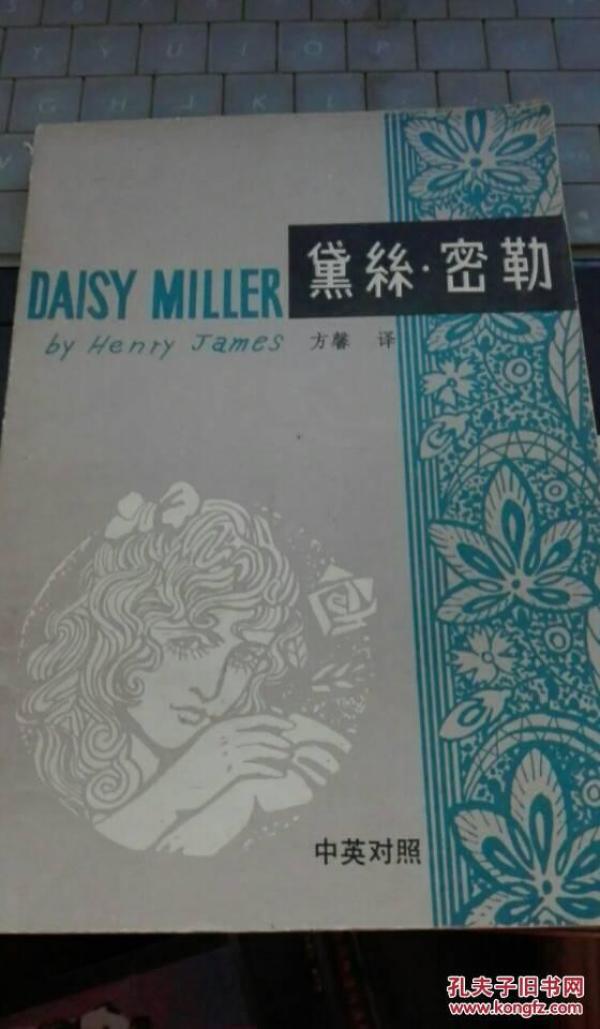 Y U I O P
G H J K L
DAISY MILLER
黛絲·密勒
by Henry James
方馨 译
中英对照
孔夫子旧书网
www.kongfz.com